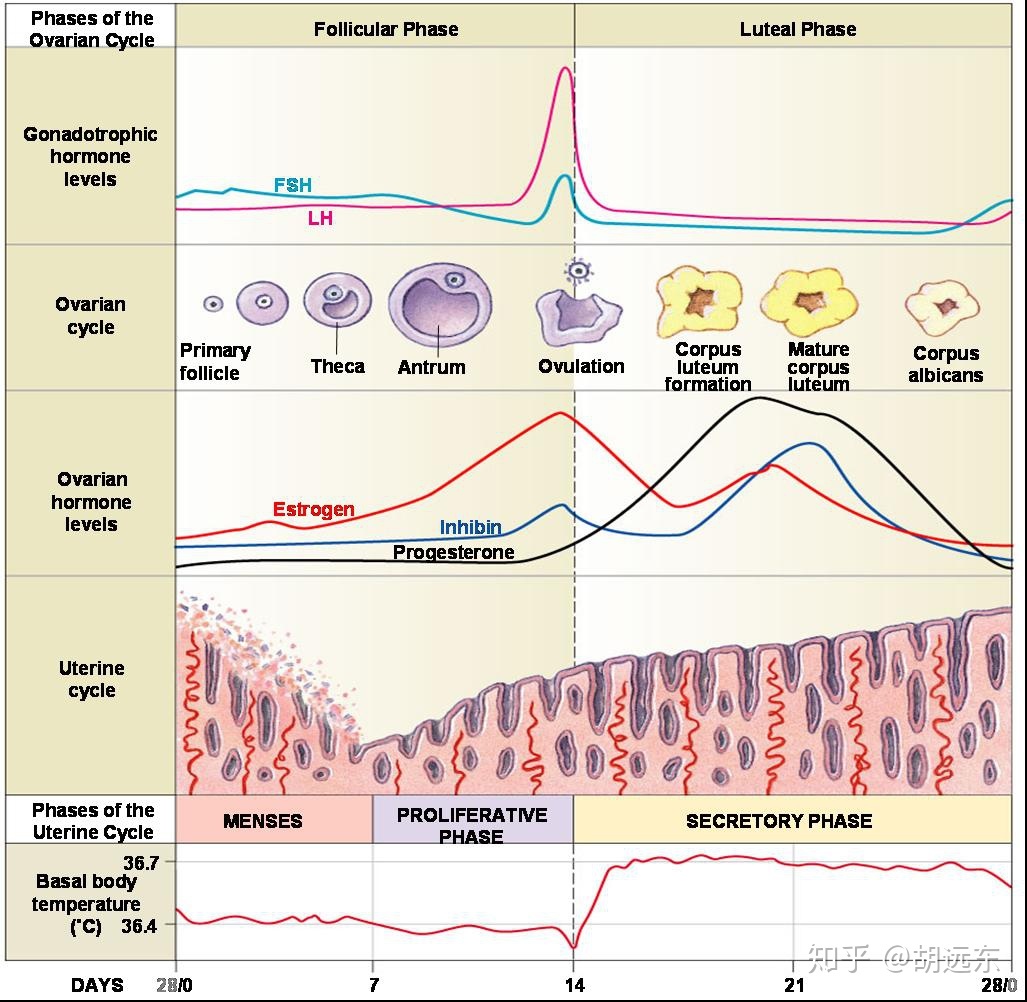 Phases of the
Ovarian Cycle
Follicular Phase
Luteal Phase
Gonadotrophic
hormone
levels
FSH
LH
Ovarian
cycle
Primary
follicle
Theca
Antrum
Ovulation
Corpus
luteum
formation
Mature
corpus
luteum
Corpus
albicans
Ovarian
hormone
levels
Estrogen
Inhibin
Progesterone
Uterine
cycle
Phases of the
Uterine Cycle
MENSES
PROLIFERATIVE
PHASE
SECRETORY PHASE
36.7
Basal body
temperature
(°C)
36.4
知乎 @胡远东
DAYS
28/0
7
14
21
28/0